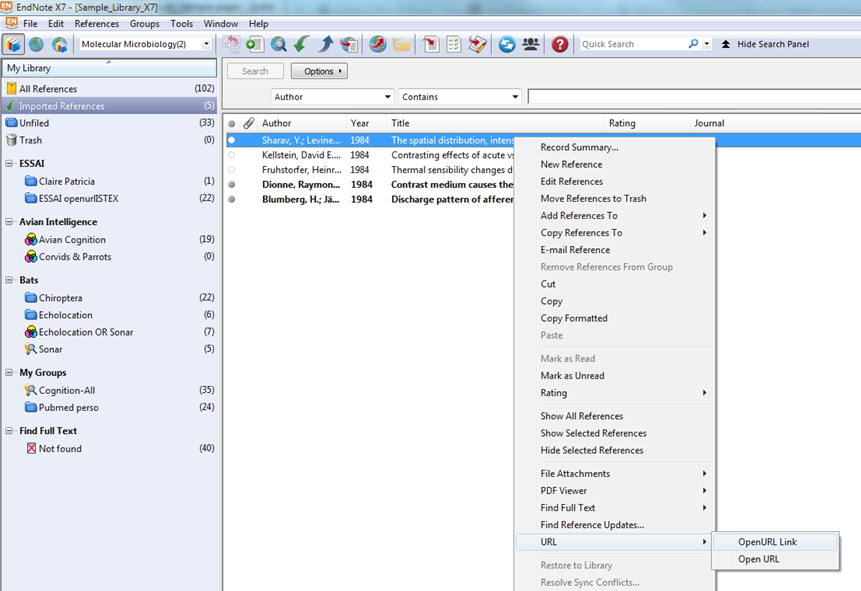 EndNote X7 - [Sample_Library_X7]
File Edit References Groups Tools Window Help
Molecular Microbiology(2) Quick Search Hide Search Panel
My Library
All References (102)
Imported References (5)
Unfiled (33)
Trash (0)
ESSAI
Claire Patricia (1)
ESSAI openurlISTEX (22)
Avian Intelligence
Avian Cognition (19)
Corvids & Parrots (0)
Bats
Chiroptera (22)
Echolocation (6)
Echolocation OR Sonar (7)
Sonar (5)
My Groups
Cognition-All (35)
Pubmed perso (24)
Find Full Text
Not found (40)
Search Options
Author Contains
Author Year Title Rating Journal
Sharav, Y.; Levine... 1984 The spatial distribution, intens
Kellstein, David E.... 1984 Contrasting effects of acute vs
Fruhstorfer, Heinr... 1984 Thermal sensibility changes d
Dionne, Raymon... 1984 Contrast medium causes the
Blumberg, H.; Jä... 1984 Discharge pattern of afferen
Record Summary...
New Reference
Edit References
Move References to Trash
Add References To
Copy References To
E-mail Reference
Remove References From Group
Cut
Copy
Copy Formatted
Paste
Mark as Read
Mark as Unread
Rating
Show All References
Show Selected References
Hide Selected References
File Attachments
PDF Viewer
Find Full Text
Find Reference Updates...
URL
OpenURL Link
Open URL
Restore to Library
Resolve Sync Conflicts...